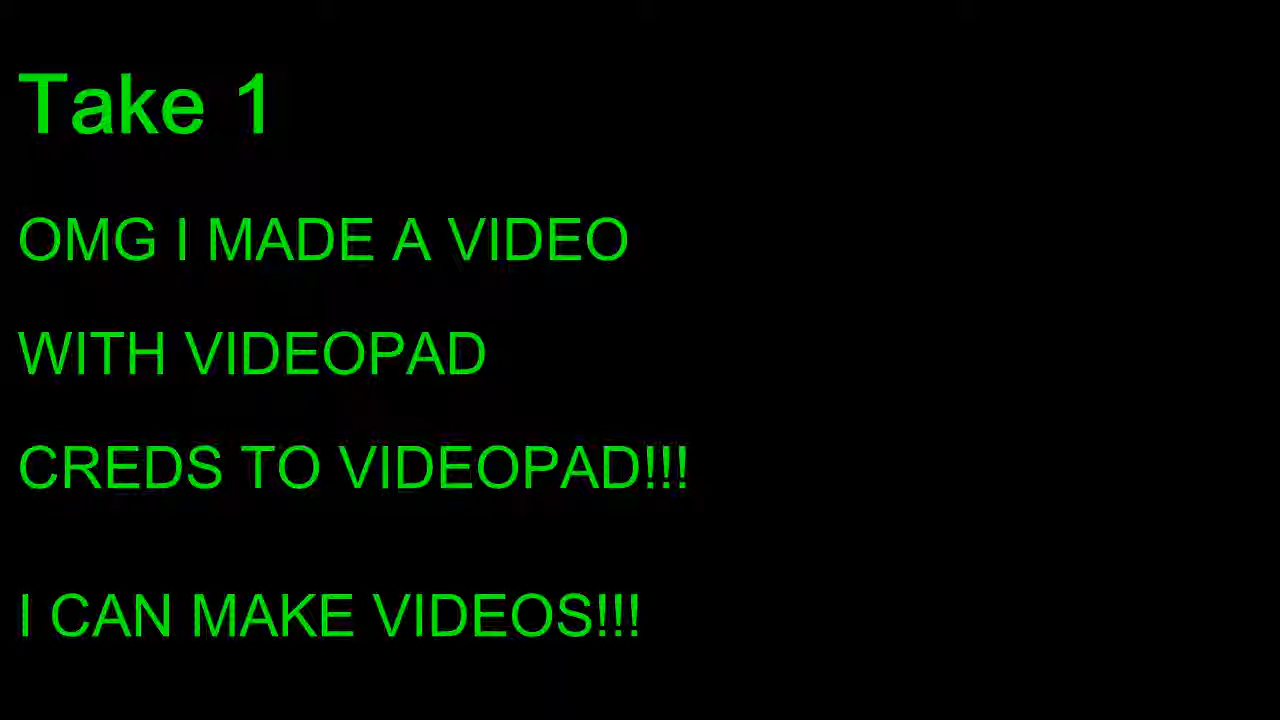 Take 1
OMG I MADE A VIDEO
WITH VIDEOPAD
CREDS TO VIDEOPAD!!!
I CAN MAKE VIDEOS!!!